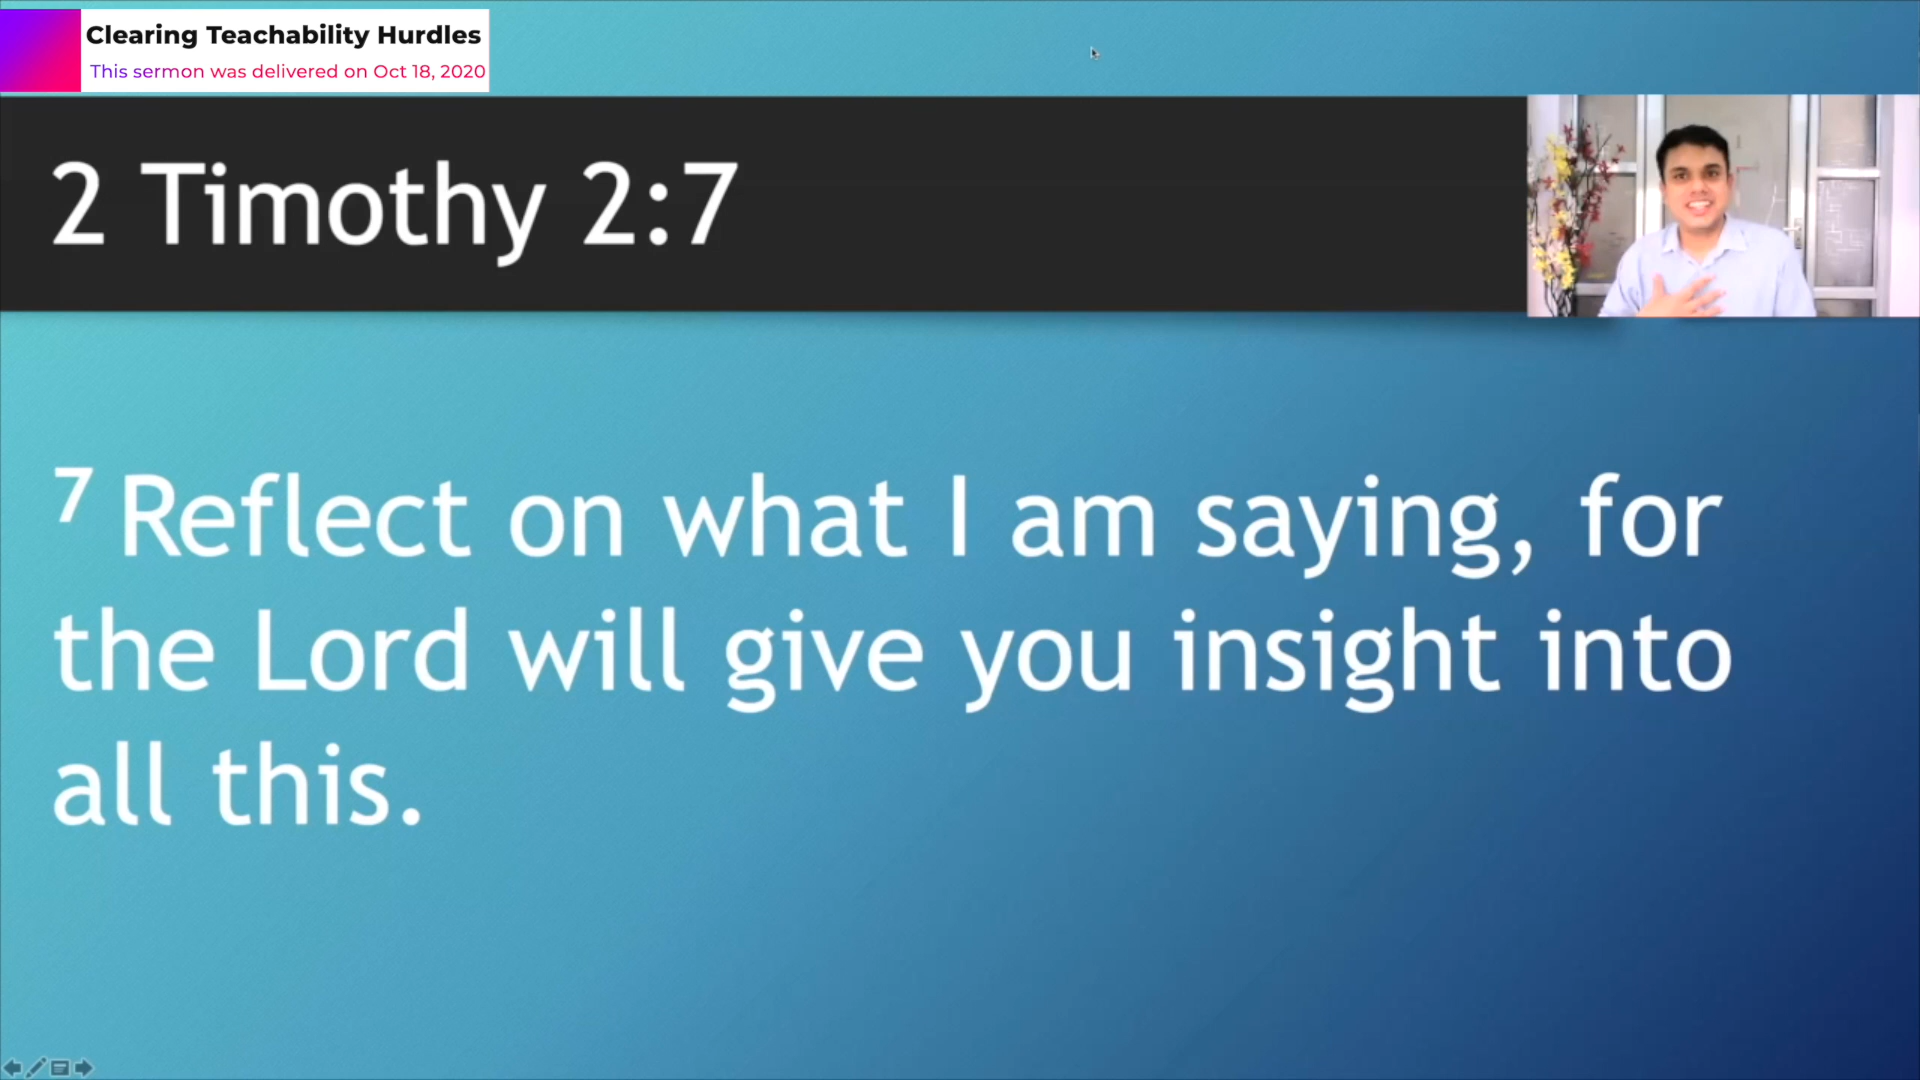 Clearing Teachability Hurdles
This sermon was delivered on Oct 18, 2020
2 Timothy 2:7
7 Reflect on what I am saying, for
the Lord will give you insight into
all this.